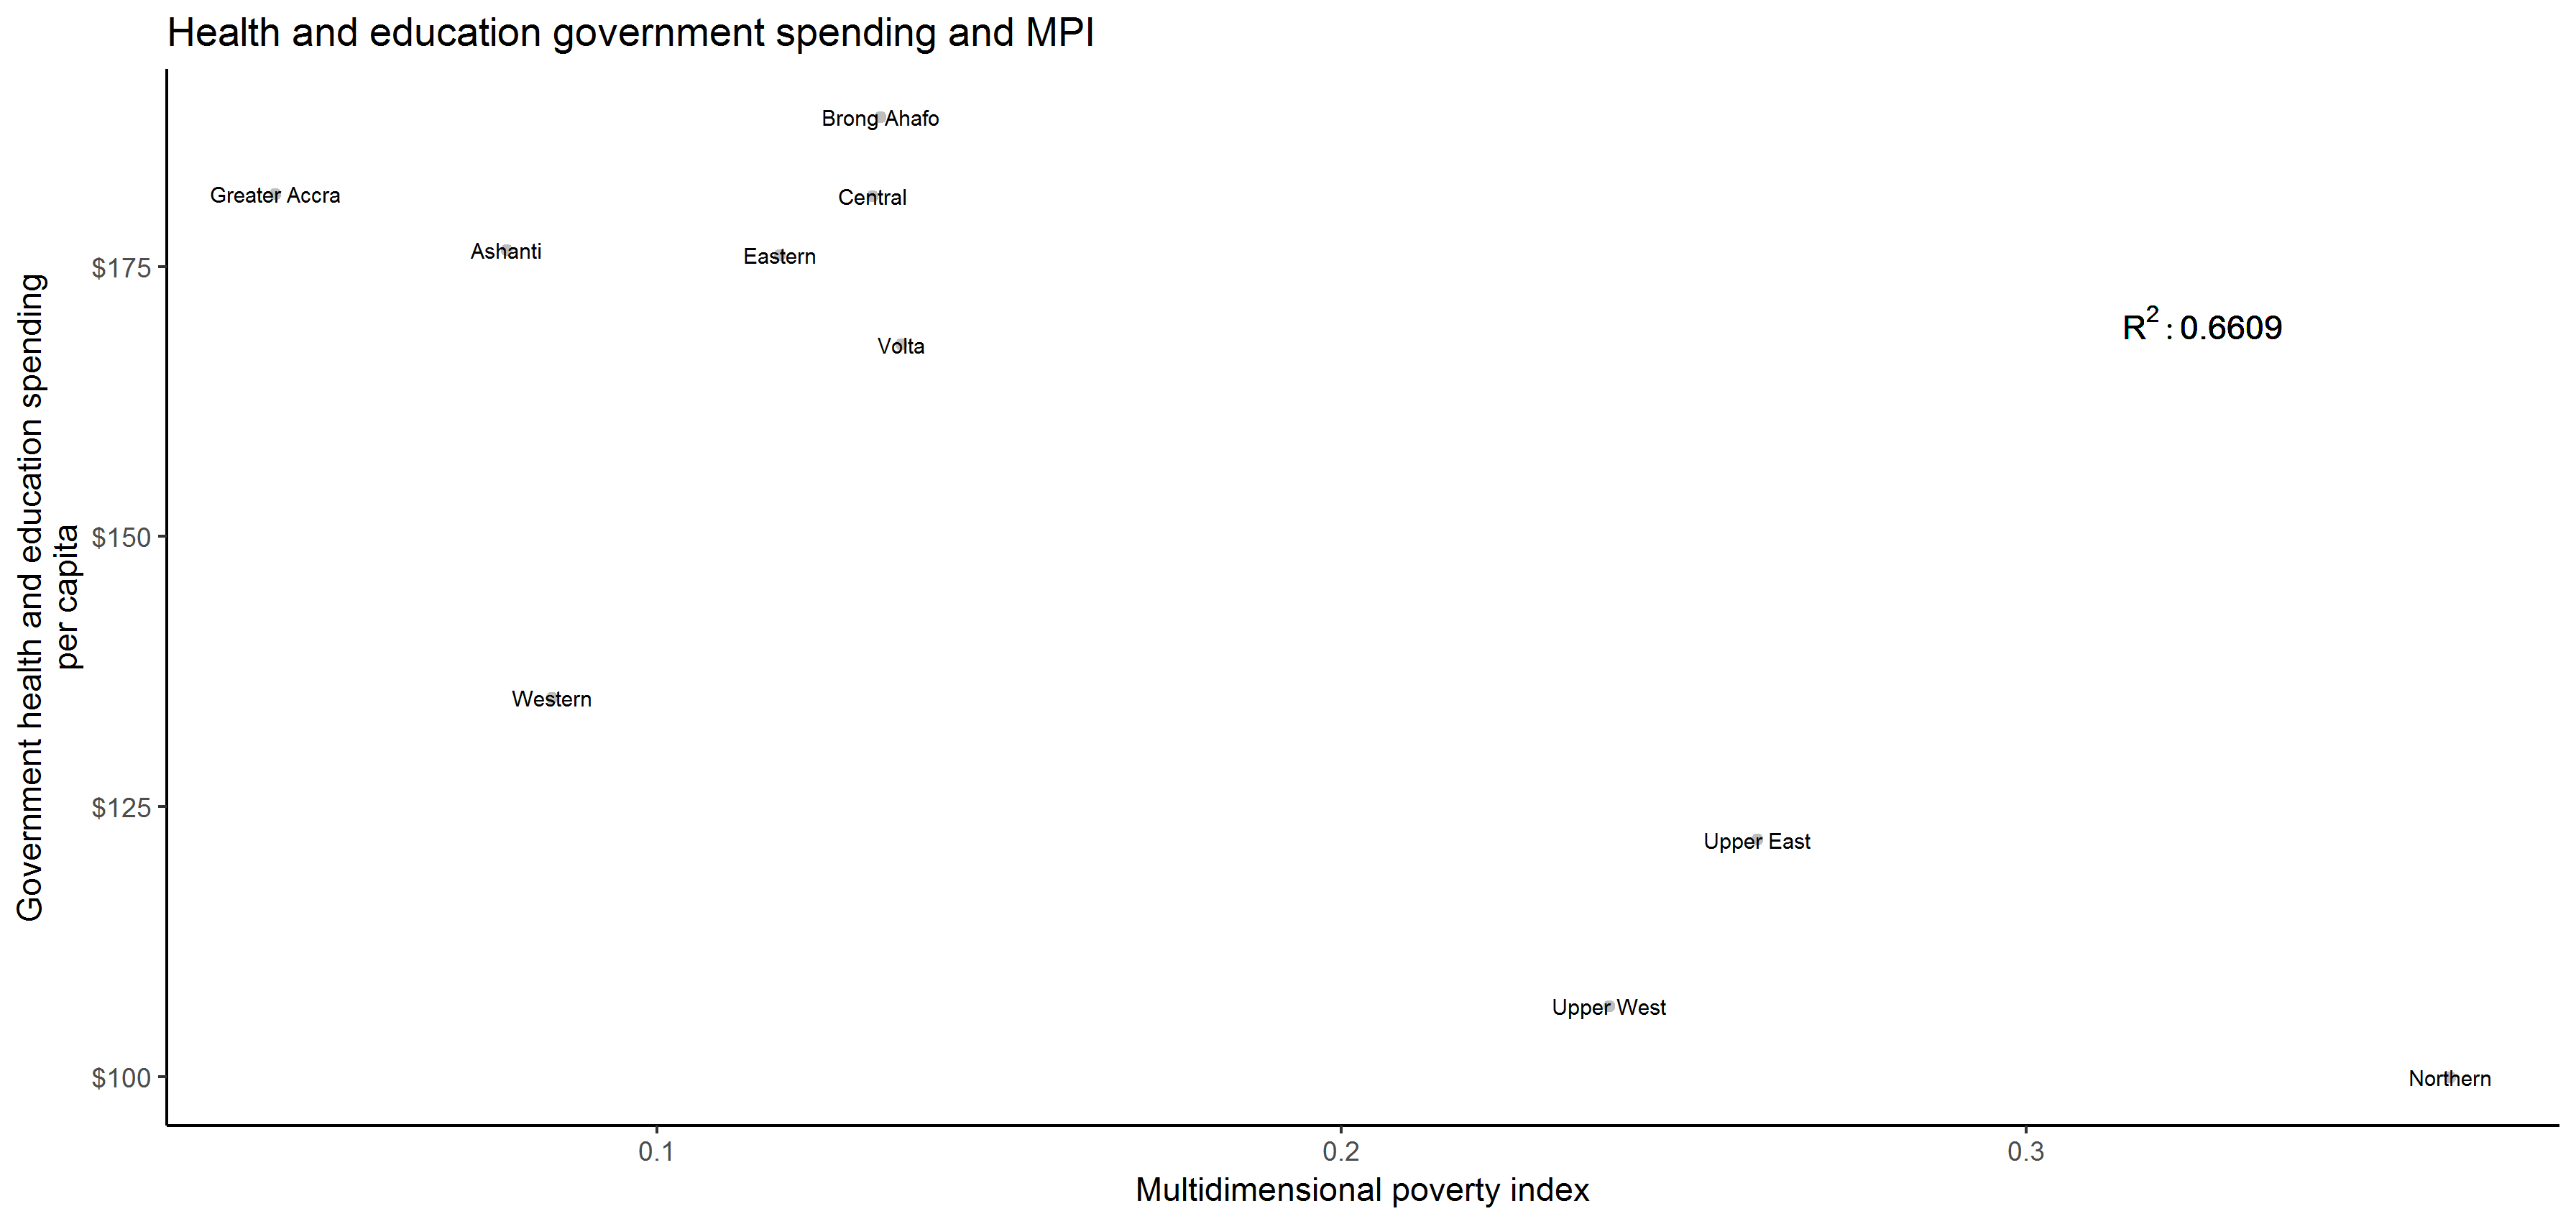 Health and education government spending and MPI
Government health and education spending
per capita
$175
$150
$125
$100
Brong Ahafo
Greater Accra
Central
Ashanti
Eastern
R²: 0.6609
Volta
Western
Upper East
Upper West
Northern
0.1
0.2
0.3
Multidimensional poverty index